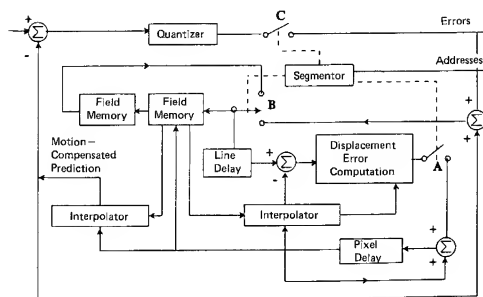 C
Errors
+
Σ
Quantizer
-
Segmentor
Addresses
+
Field
Memory
Field
Memory
B
+
Σ
Motion—
Compensated
Prediction
Line
Delay
+
Σ
-
Displacement
Error
Computation
A
Interpolator
Interpolator
Pixel
Delay
+
Σ
+